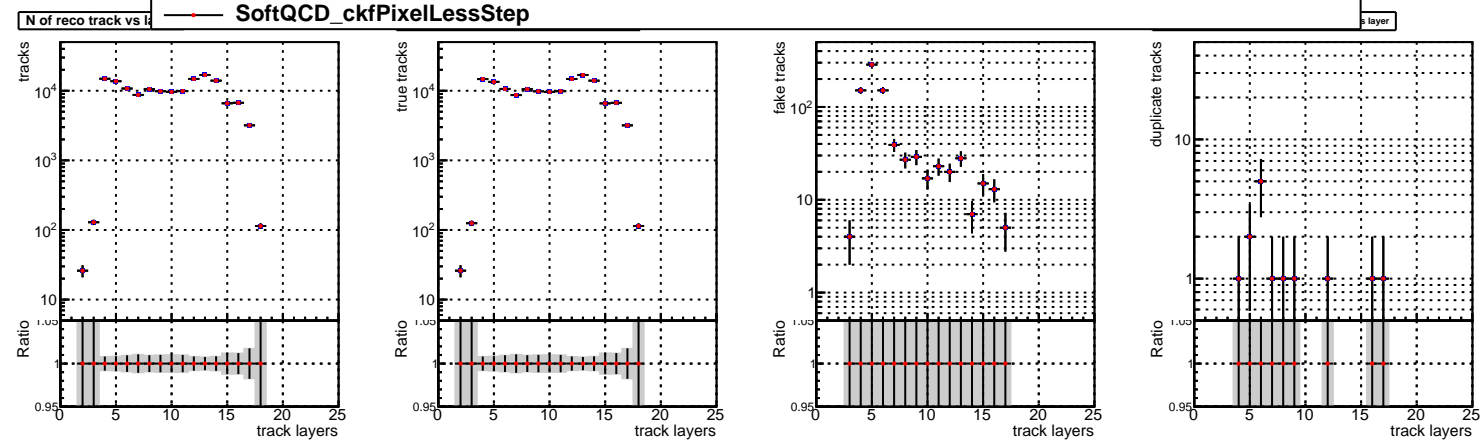 SoftQCD_ckfPixelLessStep
N of reco track vs la
s layer
tracks
10⁴
10³
10²
10
Ratio
1.05
1
0.95
0 5 10 15 20 25
track layers
true tracks
10⁴
10³
10²
10
Ratio
1.05
1
0.95
0 5 10 15 20 25
track layers
fake tracks
10²
10
1
Ratio
1.05
1
0.95
0 5 10 15 20 25
track layers
duplicate tracks
10
1
Ratio
1.05
1
0.95
0 5 10 15 20 25
track layers